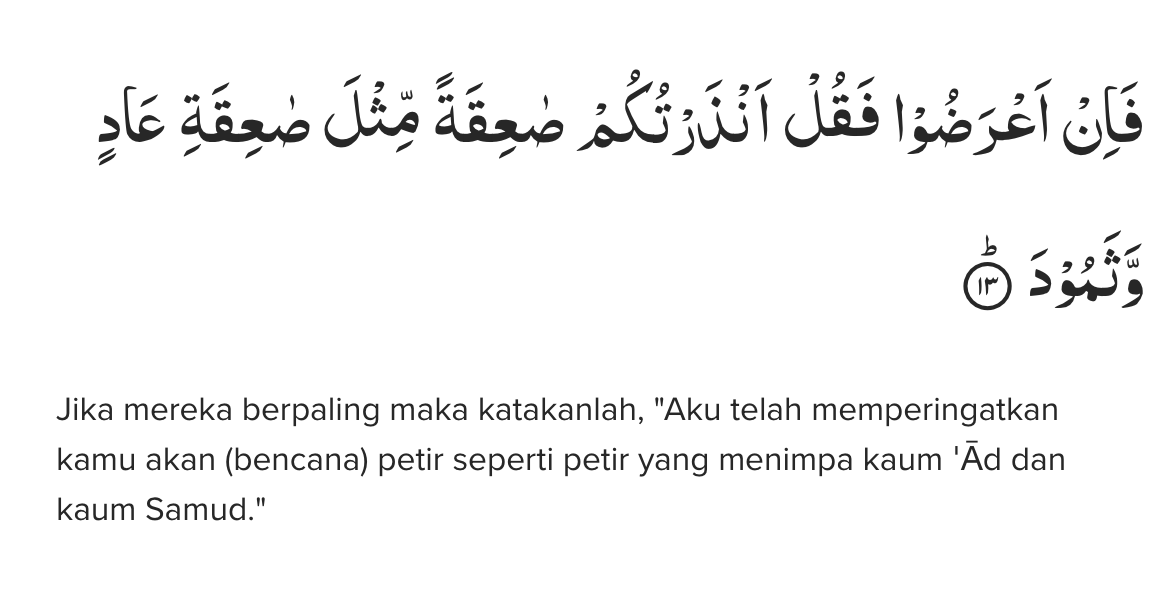 فَاِنْ اَعْرَضُوْا فَقُلْ اَنْذَرْتُكُمْ صٰعِقَةً مِّثْلَ صٰعِقَةِ عَادٍ
وَّثَمُوْدَ ۗ ١٣
Jika mereka berpaling maka katakanlah, "Aku telah memperingatkan
kamu akan (bencana) petir seperti petir yang menimpa kaum 'Ād dan
kaum Samud."